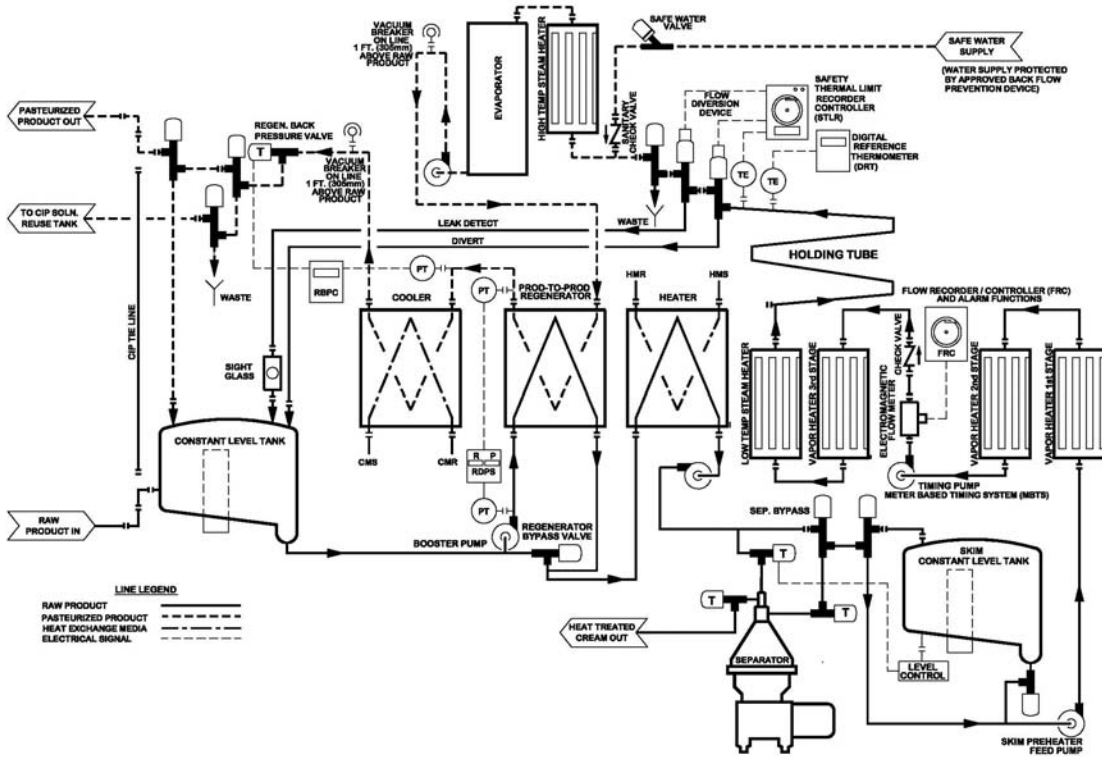 VACUUM
BREAKER
ON LINE
1 FT. (305mm)
ABOVE RAW
PRODUCT
EVAPORATOR
HIGH TEMP STEAM HEATER
SAFE WATER
VALVE
SAFE WATER
SUPPLY
(WATER SUPPLY PROTECTED
BY APPROVED BACK FLOW
PREVENTION DEVICE)
SANITARY
CHECK VALVE
FLOW
DIVERSION
DEVICE
SAFETY
THERMAL LIMIT
RECORDER
CONTROLLER
(STLR)
DIGITAL
REFERENCE
THERMOMETER
(DRT)
TE
TE
PASTEURIZED
PRODUCT OUT
REGEN. BACK
PRESSURE VALVE
T
VACUUM
BREAKER
ON LINE
1 FT. (305mm)
ABOVE RAW
PRODUCT
TO CIP SOLN.
REUSE TANK
WASTE
WASTE
LEAK DETECT
DIVERT
HOLDING TUBE
CIP TIE LINE
RBPC
PT
PT
COOLER
PROD-TO-PROD
REGENERATOR
HMR
HMS
HEATER
FLOW RECORDER / CONTROLLER (FRC)
AND ALARM FUNCTIONS
FRC
SIGHT
GLASS
LOW TEMP STEAM HEATER
VAPOR HEATER 3rd STAGE
ELECTROMAGNETIC
FLOW METER
CHECK VALVE
VAPOR HEATER 2nd STAGE
VAPOR HEATER 1st STAGE
CONSTANT LEVEL TANK
CMS
CMR
R P
RDPS
PT
TIMING PUMP
METER BASED TIMING SYSTEM (MBTS)
RAW
PRODUCT IN
BOOSTER PUMP
REGENERATOR
BYPASS VALVE
SEP. BYPASS
SKIM
CONSTANT LEVEL TANK
LINE LEGEND
RAW PRODUCT
PASTEURIZED PRODUCT
HEAT EXCHANGE MEDIA
ELECTRICAL SIGNAL
T
T
T
HEAT TREATED
CREAM OUT
SEPARATOR
LEVEL
CONTROL
SKIM PREHEATER
FEED PUMP